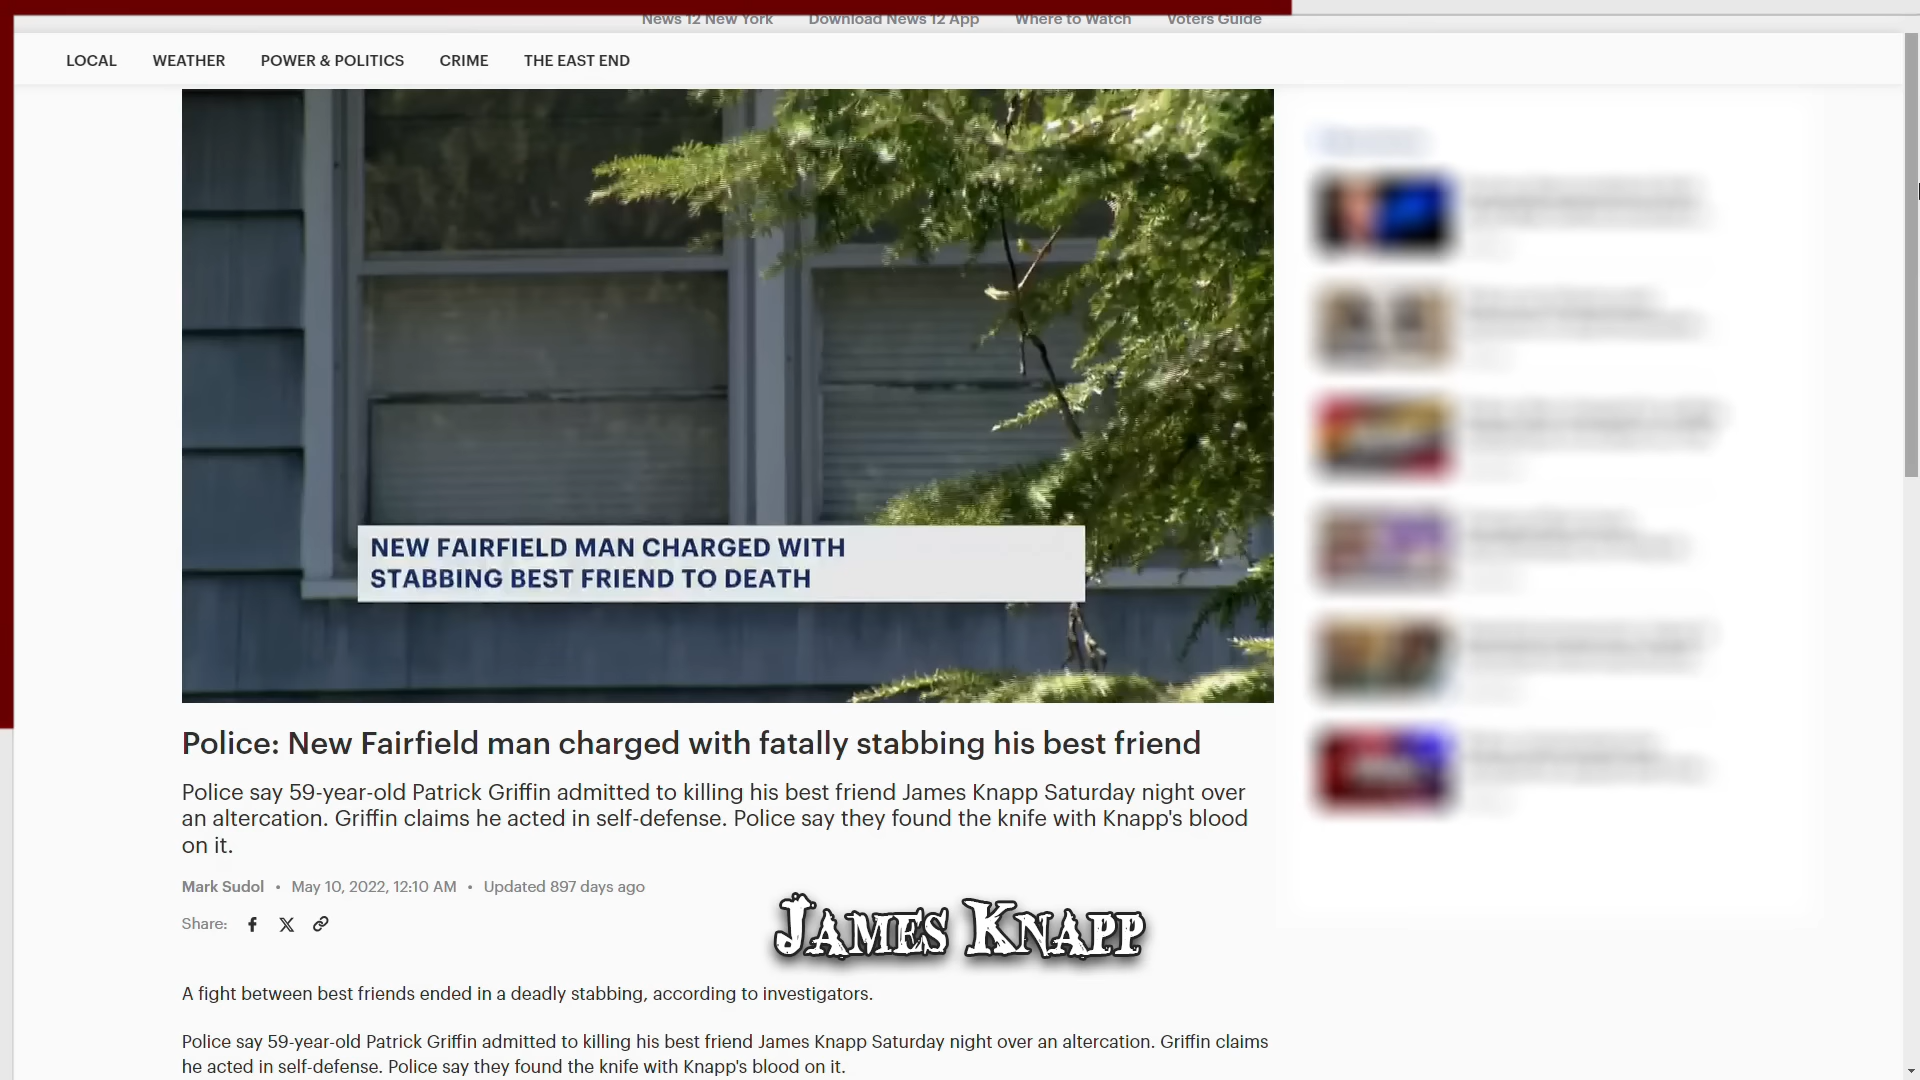 News 12 New York Download News 12 App Where to Watch Voters Guide
LOCAL WEATHER POWER & POLITICS CRIME THE EAST END
NEW FAIRFIELD MAN CHARGED WITH
STABBING BEST FRIEND TO DEATH
Police: New Fairfield man charged with fatally stabbing his best friend
Police say 59-year-old Patrick Griffin admitted to killing his best friend James Knapp Saturday night over
an altercation. Griffin claims he acted in self-defense. Police say they found the knife with Knapp's blood
on it.
Mark Sudol • May 10, 2022, 12:10 AM • Updated 897 days ago
Share:
James Knapp
A fight between best friends ended in a deadly stabbing, according to investigators.
Police say 59-year-old Patrick Griffin admitted to killing his best friend James Knapp Saturday night over an altercation. Griffin claims
he acted in self-defense. Police say they found the knife with Knapp's blood on it.